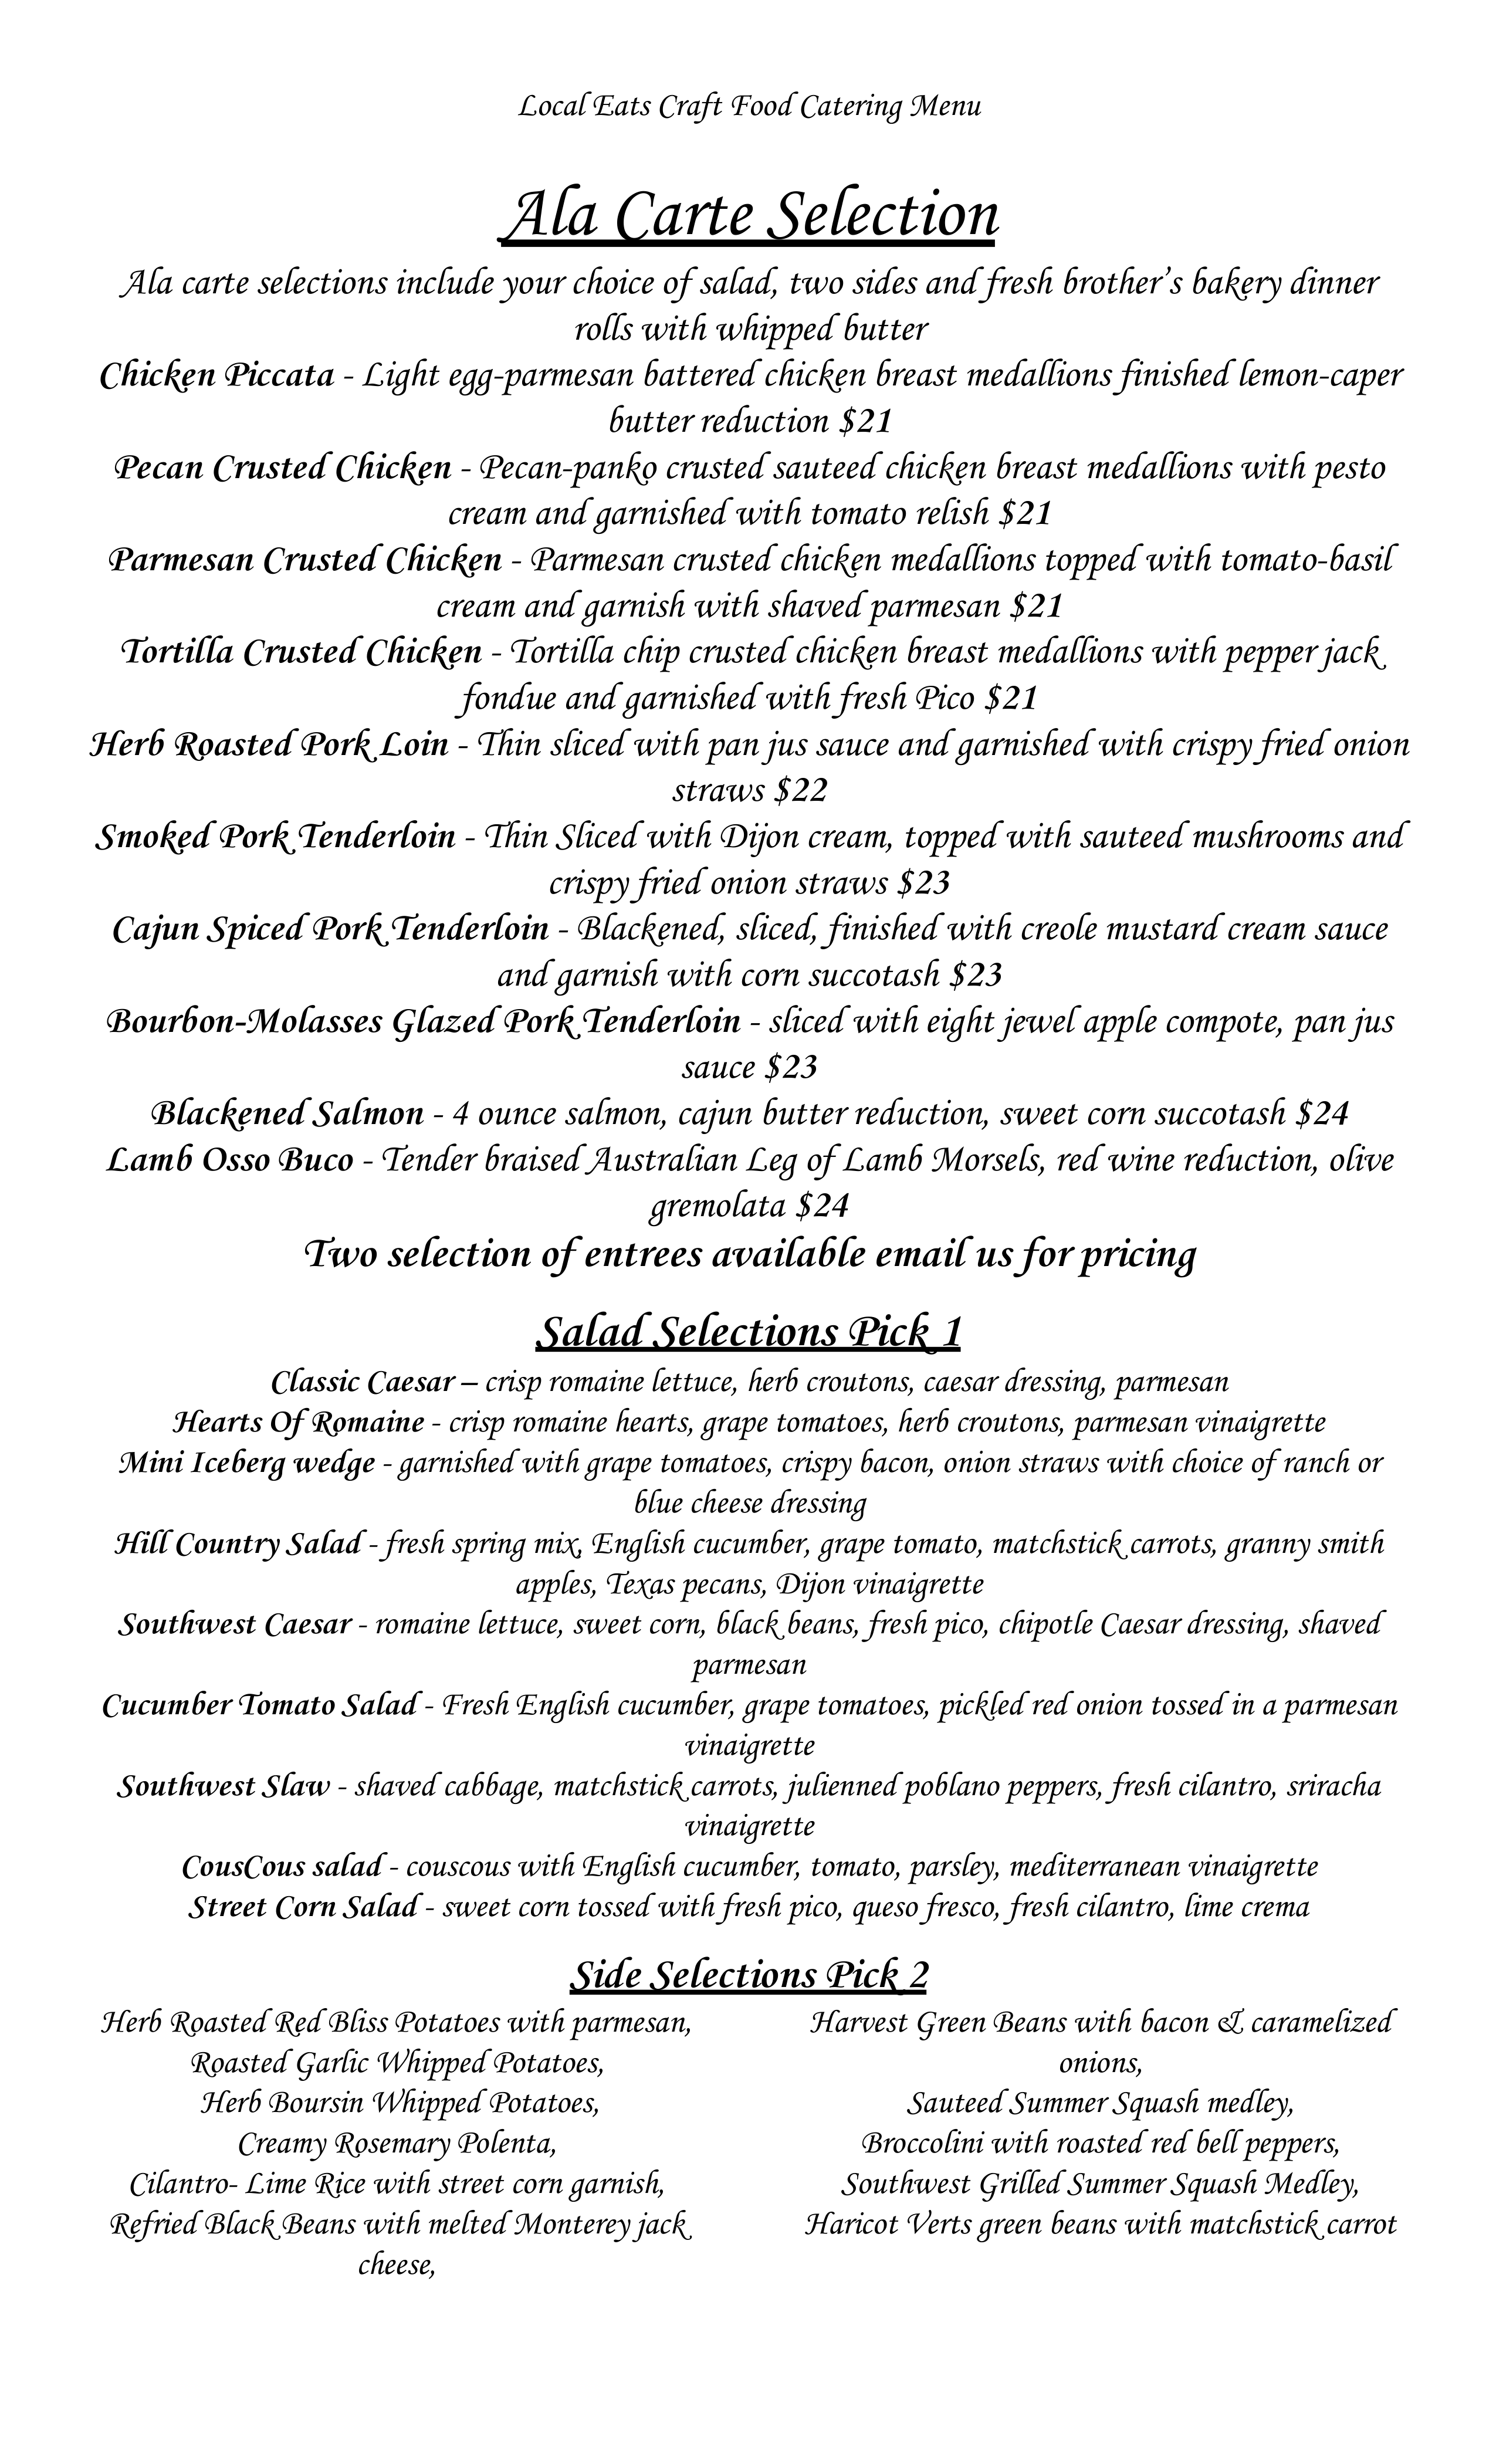 Local Eats Craft Food Catering Menu
Ala Carte Selection
Ala carte selections include your choice of salad, two sides and fresh brother’s bakery dinner
rolls with whipped butter
Chicken Piccata - Light egg-parmesan battered chicken breast medallions finished lemon-caper
butter reduction $21
Pecan Crusted Chicken - Pecan-panko crusted sauteed chicken breast medallions with pesto
cream and garnished with tomato relish $21
Parmesan Crusted Chicken - Parmesan crusted chicken medallions topped with tomato-basil
cream and garnish with shaved parmesan $21
Tortilla Crusted Chicken - Tortilla chip crusted chicken breast medallions with pepper jack
fondue and garnished with fresh Pico $21
Herb Roasted Pork Loin - Thin sliced with pan jus sauce and garnished with crispy fried onion
straws $22
Smoked Pork Tenderloin - Thin Sliced with Dijon cream, topped with sauteed mushrooms and
crispy fried onion straws $23
Cajun Spiced Pork Tenderloin - Blackened, sliced, finished with creole mustard cream sauce
and garnish with corn succotash $23
Bourbon-Molasses Glazed Pork Tenderloin - sliced with eight jewel apple compote, pan jus
sauce $23
Blackened Salmon - 4 ounce salmon, cajun butter reduction, sweet corn succotash $24
Lamb Osso Buco - Tender braised Australian Leg of Lamb Morsels, red wine reduction, olive
gremolata $24
Two selection of entrees available email us for pricing
Salad Selections Pick 1
Classic Caesar – crisp romaine lettuce, herb croutons, caesar dressing, parmesan
Hearts Of Romaine - crisp romaine hearts, grape tomatoes, herb croutons, parmesan vinaigrette
Mini Iceberg wedge - garnished with grape tomatoes, crispy bacon, onion straws with choice of ranch or
blue cheese dressing
Hill Country Salad - fresh spring mix, English cucumber, grape tomato, matchstick carrots, granny smith
apples, Texas pecans, Dijon vinaigrette
Southwest Caesar - romaine lettuce, sweet corn, black beans, fresh pico, chipotle Caesar dressing, shaved
parmesan
Cucumber Tomato Salad - Fresh English cucumber, grape tomatoes, pickled red onion tossed in a parmesan
vinaigrette
Southwest Slaw - shaved cabbage, matchstick carrots, julienned poblano peppers, fresh cilantro, sriracha
vinaigrette
CousCous salad - couscous with English cucumber, tomato, parsley, mediterranean vinaigrette
Street Corn Salad - sweet corn tossed with fresh pico, queso fresco, fresh cilantro, lime crema
Side Selections Pick 2
Herb Roasted Red Bliss Potatoes with parmesan,
Roasted Garlic Whipped Potatoes,
Herb Boursin Whipped Potatoes,
Creamy Rosemary Polenta,
Cilantro- Lime Rice with street corn garnish,
Refried Black Beans with melted Monterey jack
cheese,
Harvest Green Beans with bacon & caramelized
onions,
Sauteed Summer Squash medley,
Broccolini with roasted red bell peppers,
Southwest Grilled Summer Squash Medley,
Haricot Verts green beans with matchstick carrot